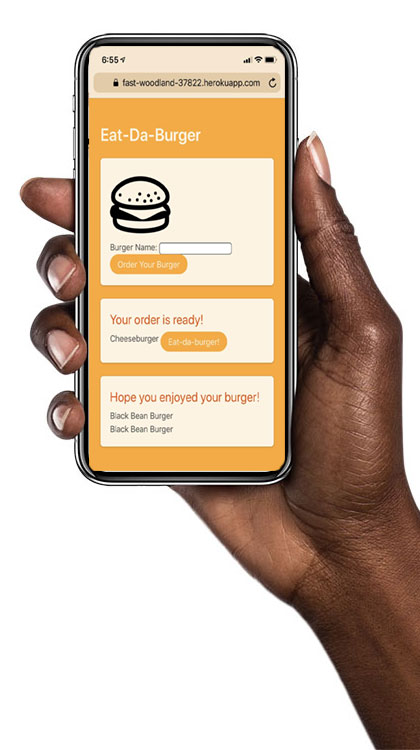 6:55
fast-woodland-37822.herokuapp.com
Eat-Da-Burger
Burger Name:
Order Your Burger
Your order is ready!
Cheeseburger Eat-da-burger!
Hope you enjoyed your burger!
Black Bean Burger
Black Bean Burger